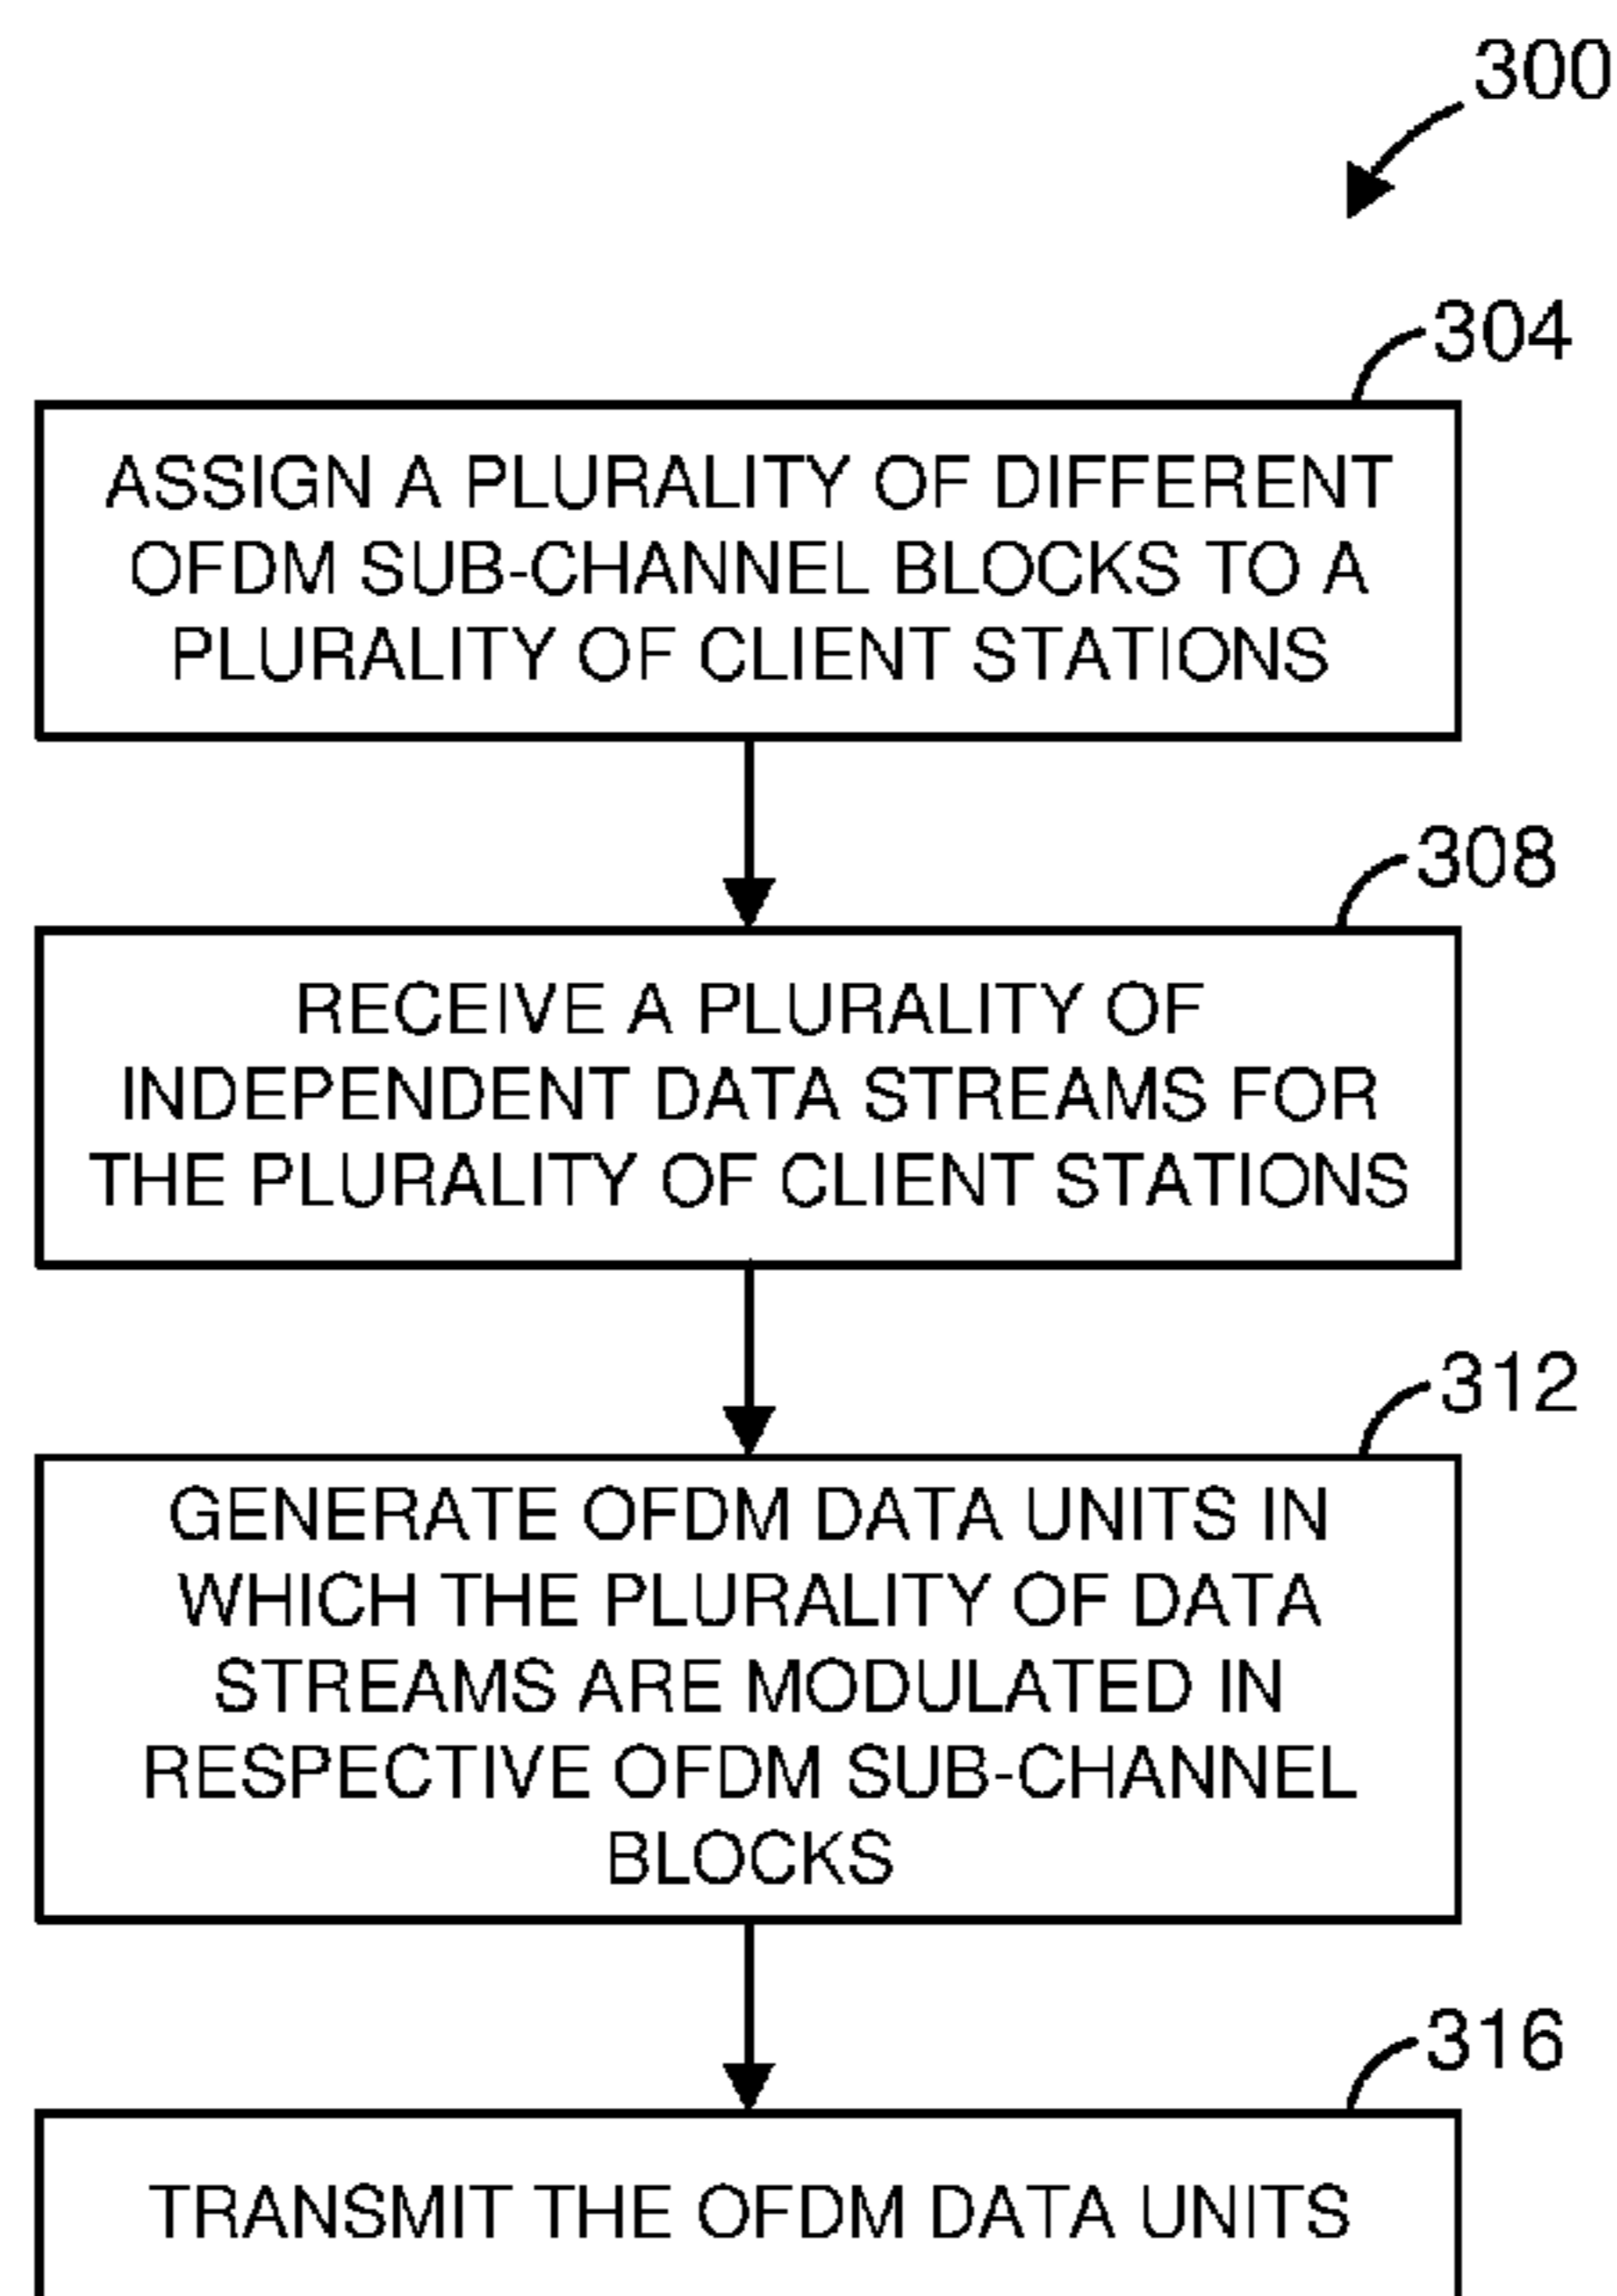 300
304
ASSIGN A PLURALITY OF DIFFERENT
OFDM SUB-CHANNEL BLOCKS TO A
PLURALITY OF CLIENT STATIONS
308
RECEIVE A PLURALITY OF
INDEPENDENT DATA STREAMS FOR
THE PLURALITY OF CLIENT STATIONS
312
GENERATE OFDM DATA UNITS IN
WHICH THE PLURALITY OF DATA
STREAMS ARE MODULATED IN
RESPECTIVE OFDM SUB-CHANNEL
BLOCKS
316
TRANSMIT THE OFDM DATA UNITS